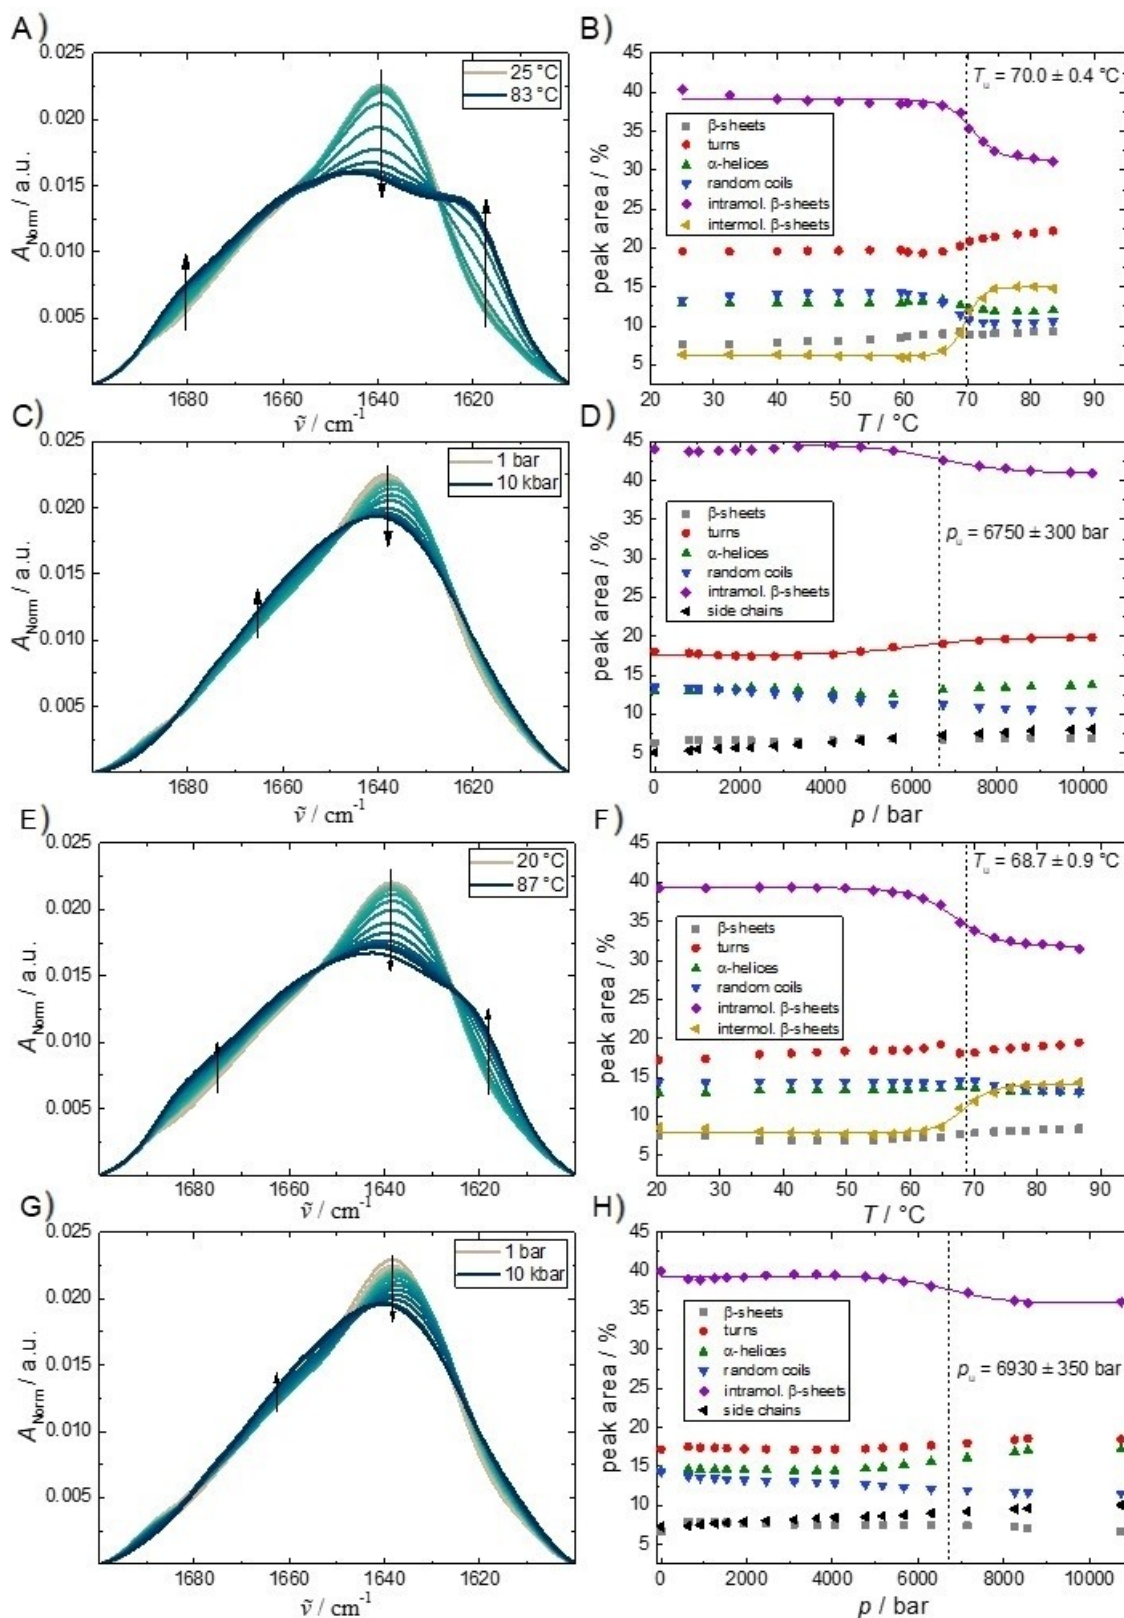 A)
0.025
0.020
0.015
0.010
0.005
A_Norm / a.u.
25 °C
83 °C
1680 1660 1640 1620
ṽ / cm⁻¹
B)
45
40
35
30
25
20
15
10
5
peak area / %
T_u = 70.0 ± 0.4 °C
β-sheets
turns
α-helices
random coils
intramol. β-sheets
intermol. β-sheets
20 30 40 50 60 70 80 90
T / °C
C)
0.025
0.020
0.015
0.010
0.005
A_Norm / a.u.
1 bar
10 kbar
1680 1660 1640 1620
ṽ / cm⁻¹
D)
45
40
35
30
25
20
15
10
5
peak area / %
β-sheets
turns
α-helices
random coils
intramol. β-sheets
side chains
p_u = 6750 ± 300 bar
0 2000 4000 6000 8000 10000
p / bar
E)
0.025
0.020
0.015
0.010
0.005
A_Norm / a.u.
20 °C
87 °C
1680 1660 1640 1620
ṽ / cm⁻¹
F)
45
40
35
30
25
20
15
10
5
peak area / %
T_u = 68.7 ± 0.9 °C
β-sheets
turns
α-helices
random coils
intramol. β-sheets
intermol. β-sheets
20 30 40 50 60 70 80 90
T / °C
G)
0.025
0.020
0.015
0.010
0.005
A_Norm / a.u.
1 bar
10 kbar
1680 1660 1640 1620
ṽ / cm⁻¹
H)
45
40
35
30
25
20
15
10
5
peak area / %
β-sheets
turns
α-helices
random coils
intramol. β-sheets
side chains
p_u = 6930 ± 350 bar
0 2000 4000 6000 8000 10000
p / bar